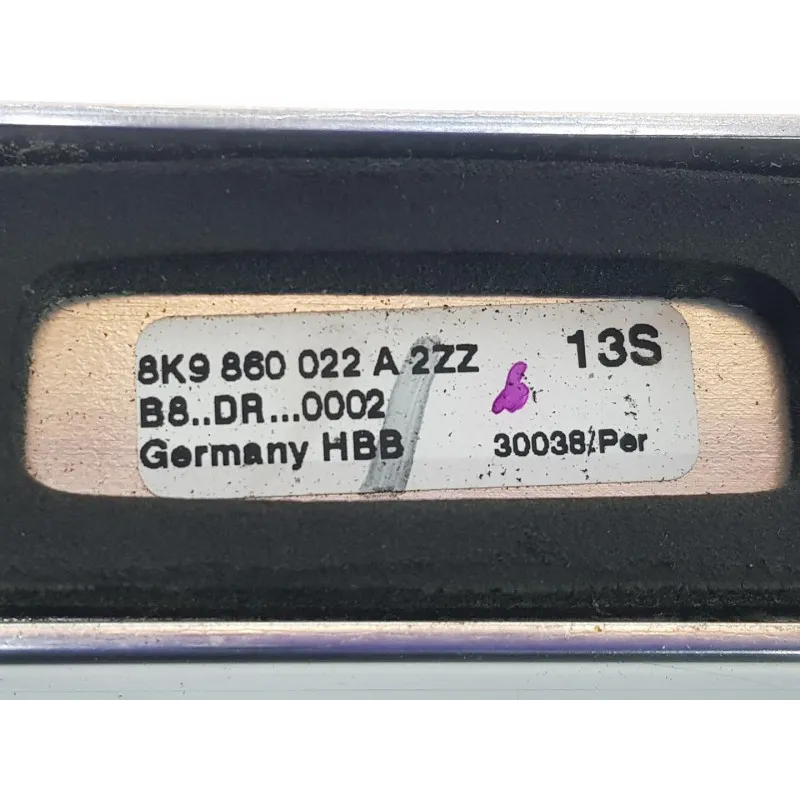 8K9 860 022 A 2ZZ 13S
B8..DR...0002
Germany HBB 30038/Per